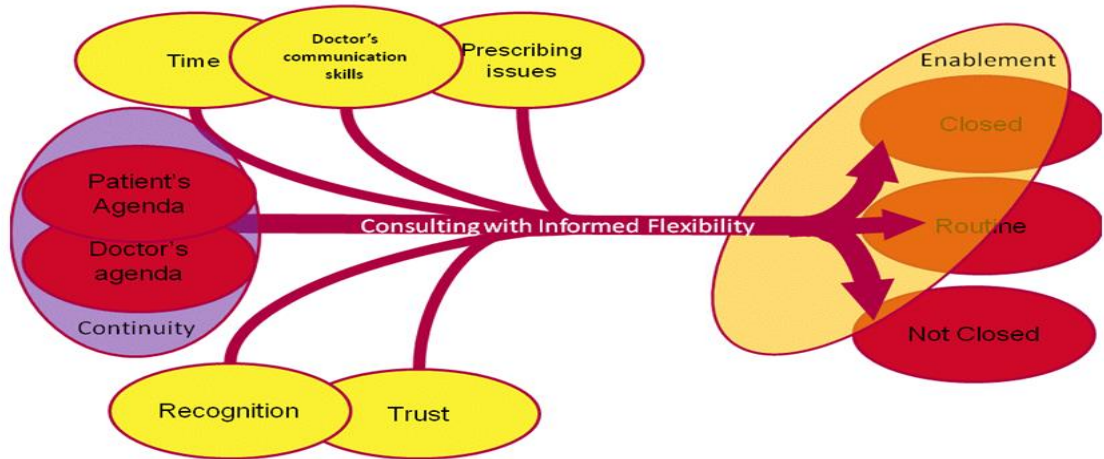 Time
Doctor's
communication
skills
Prescribing
issues
Enablement
Closed
Patient's
Agenda
Consulting with Informed Flexibility
Routine
Doctor's
agenda
Continuity
Not Closed
Recognition
Trust